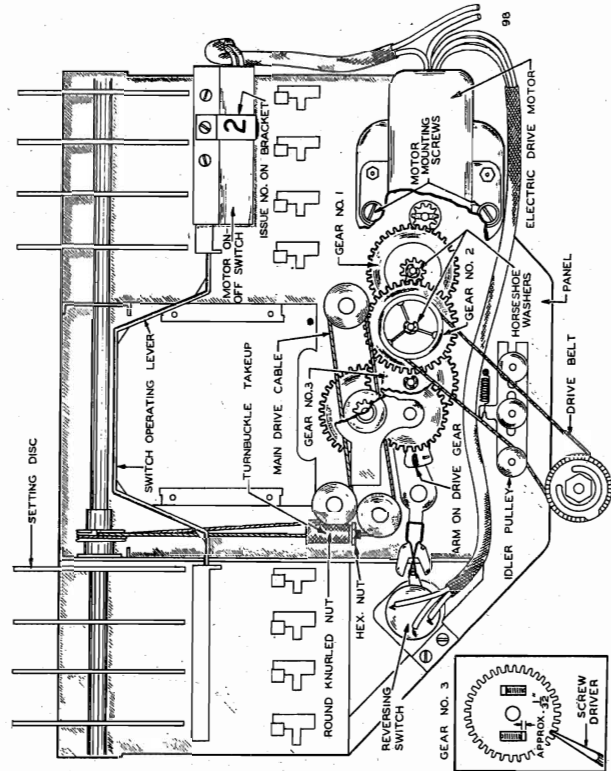 SETTING DISC
SWITCH OPERATING LEVER
MOTOR ON-
OFF SWITCH
ISSUE NO. ON BRACKET
2
TURNBUCKLE TAKEUP
MAIN DRIVE CABLE
GEAR NO.3
GEAR NO. 1
MOTOR
MOUNTING
SCREWS
ROUND KNURLED NUT
HEX. NUT
ARM ON DRIVE GEAR
GEAR NO. 2
HORSESHOE
WASHERS
ELECTRIC DRIVE MOTOR
REVERSING
SWITCH
IDLER PULLEY
DRIVE BELT
PANEL
GEAR NO. 3
APPROX. 1/32"
SCREW
DRIVER
98